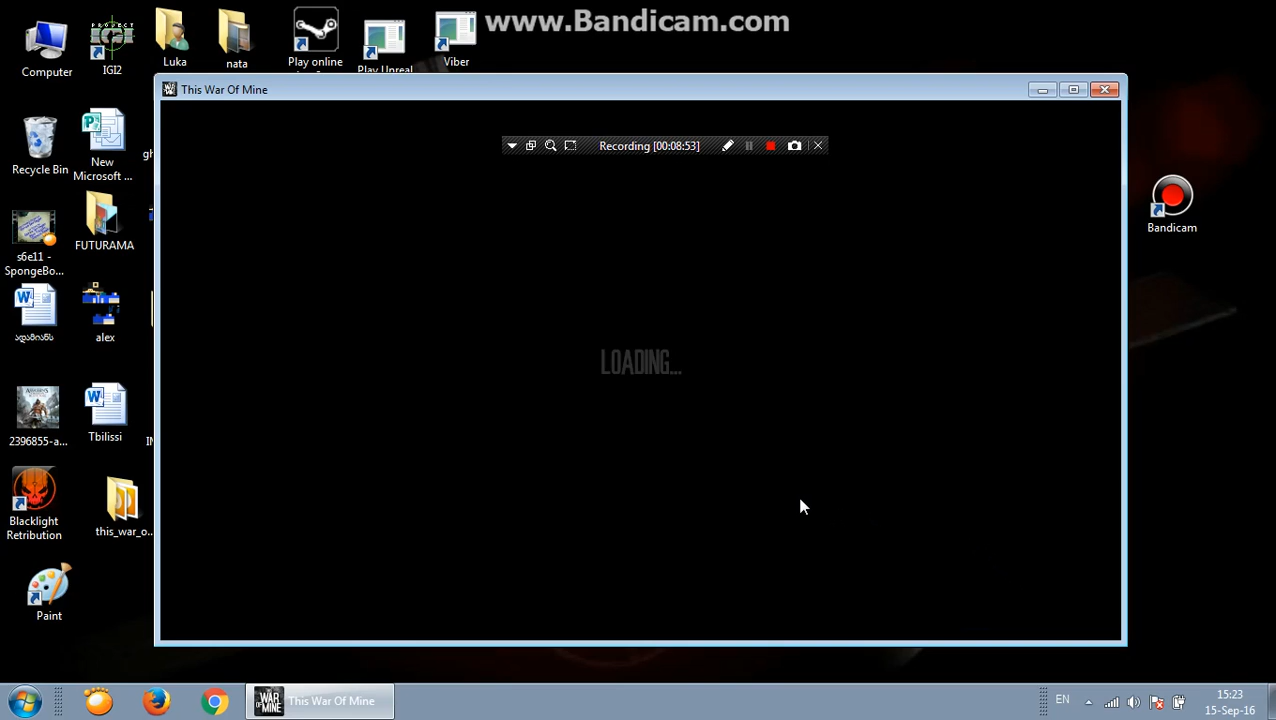 www.Bandicam.com
Computer
IGI2
Luka
nata
Play online
Play Unreal
Viber
This War Of Mine
Recording [00:08:53]
Recycle Bin
New
Microsoft ...
gh
FUTURAMA
s6e11 -
SpongeBo...
ადამიანს
alex
2396855-a...
Tbilissi
Blacklight
Retribution
this_war_o...
Paint
Bandicam
LOADING...
This War Of Mine
EN
15:23
15-Sep-16